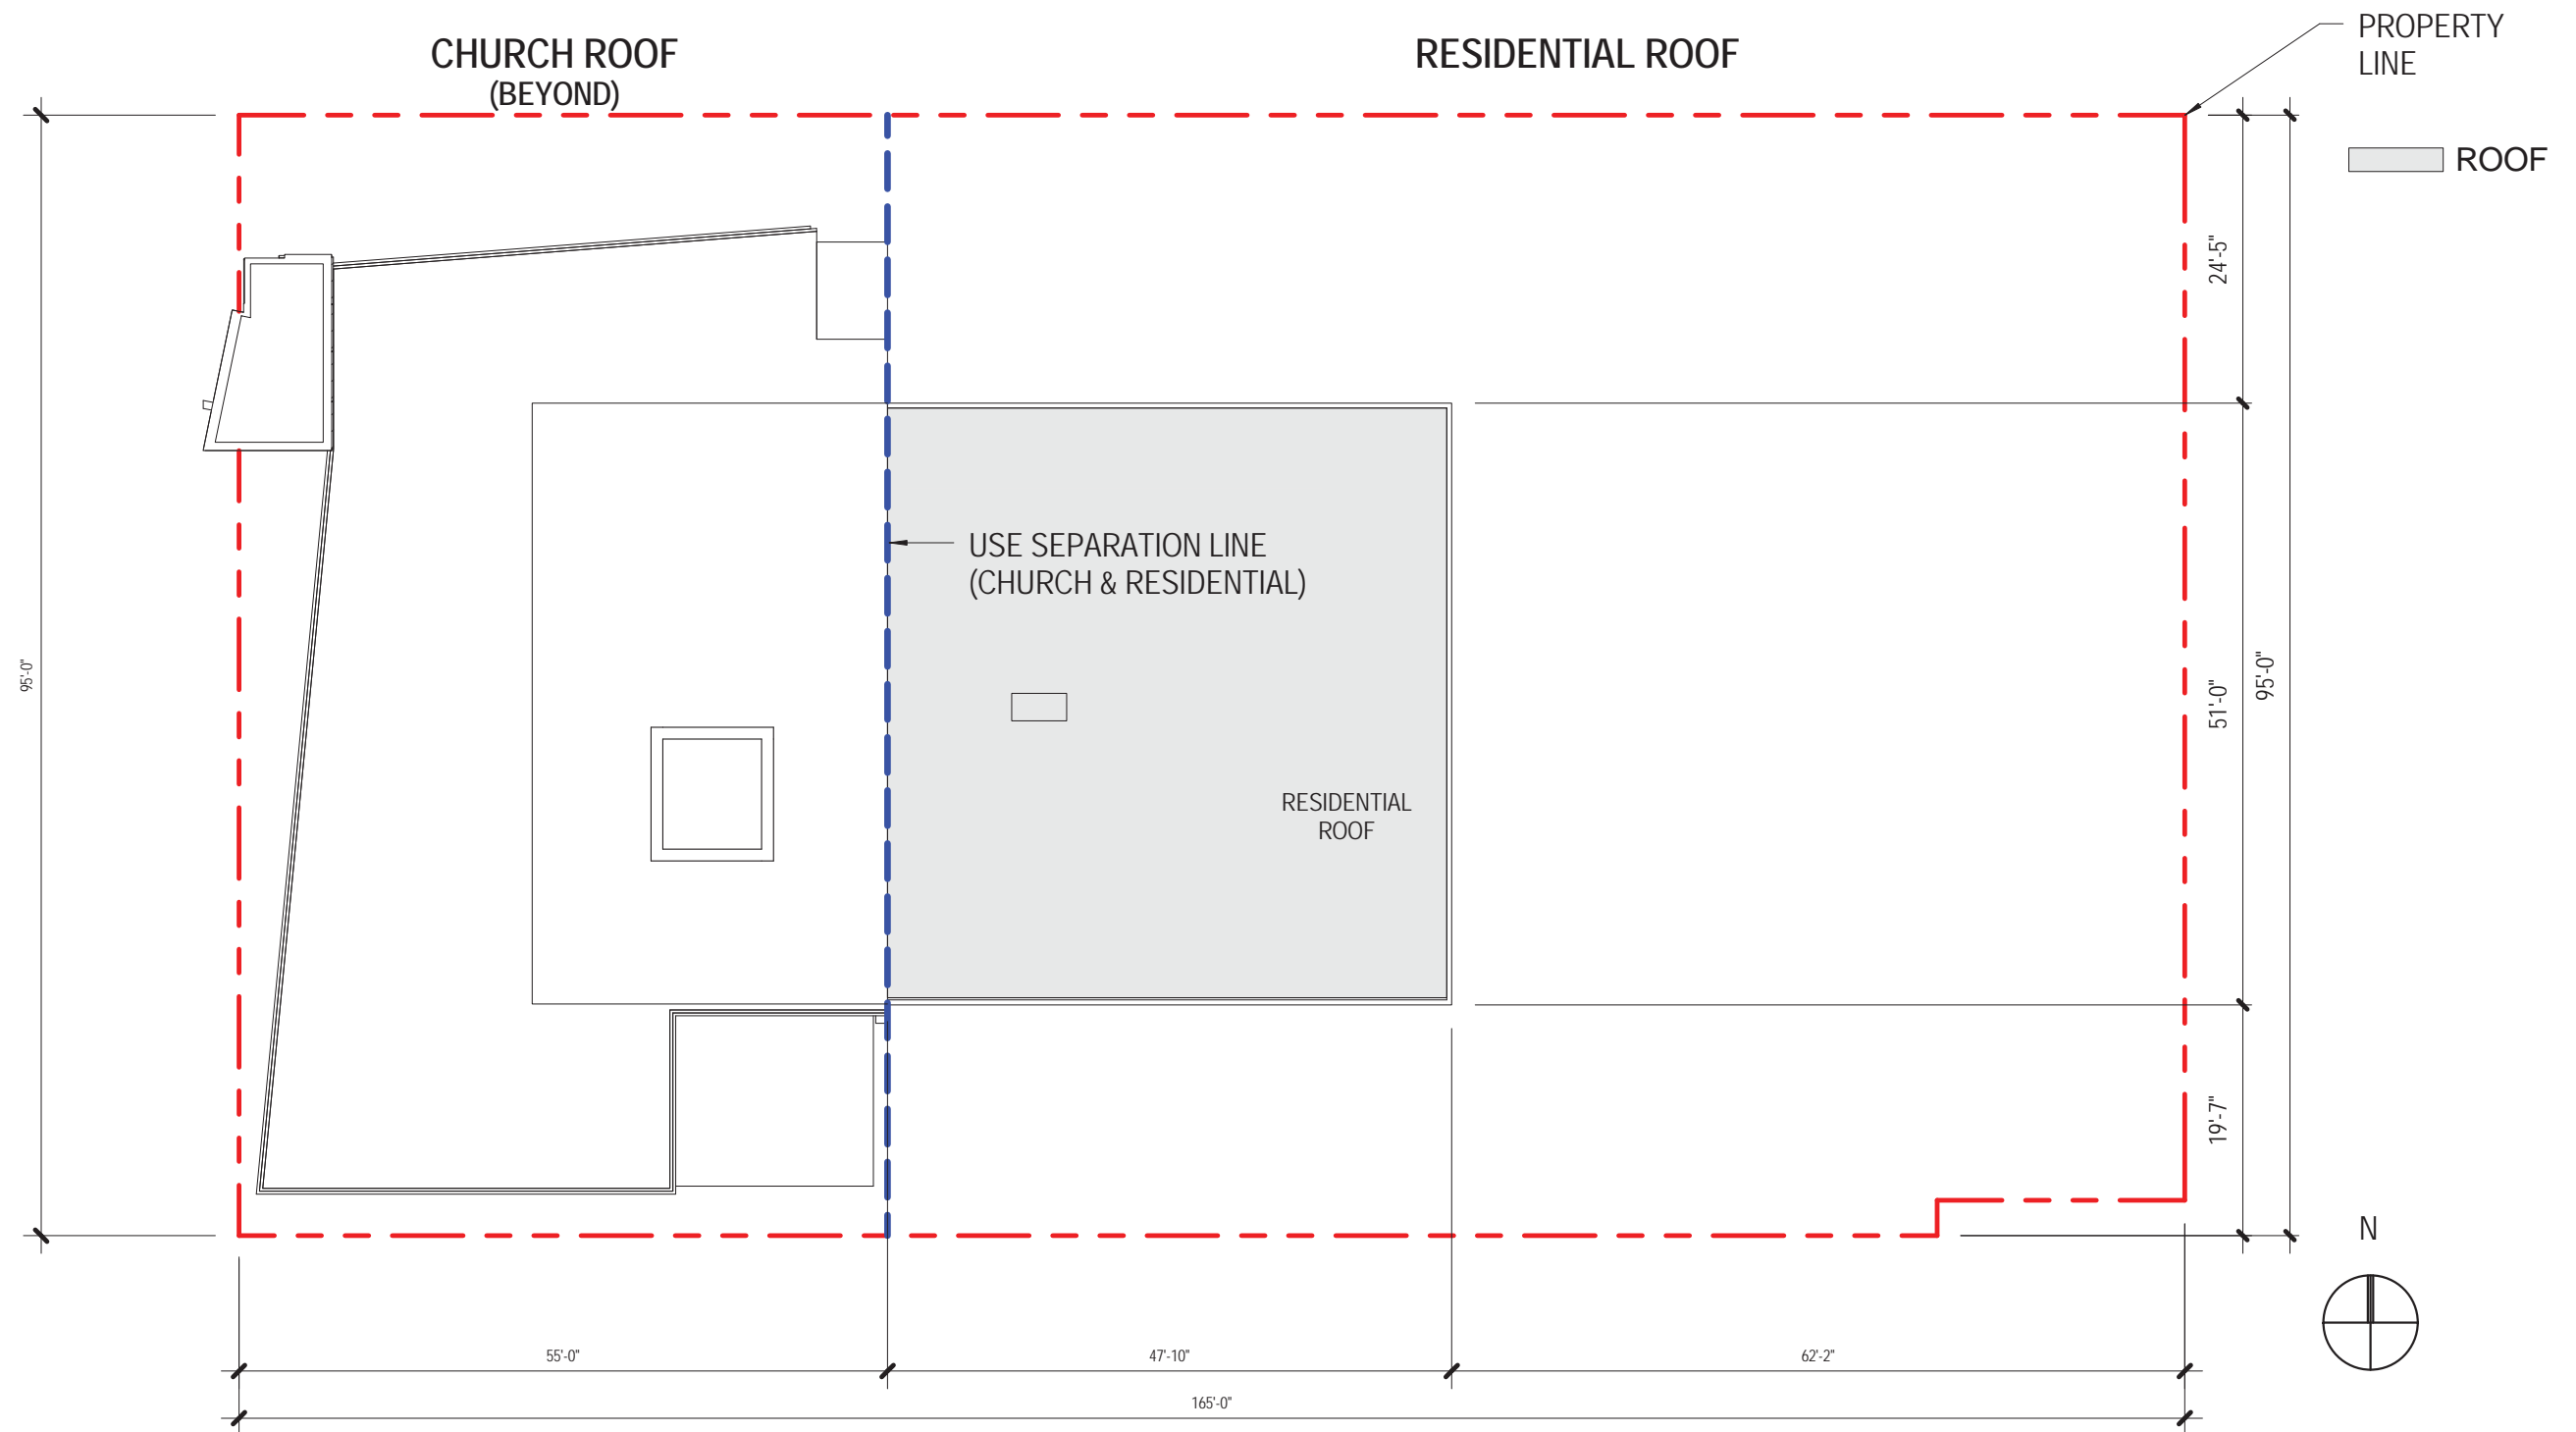 CHURCH ROOF
(BEYOND)
RESIDENTIAL ROOF
PROPERTY
LINE
ROOF
24'-5"
USE SEPARATION LINE
(CHURCH & RESIDENTIAL)
95'-0"
51'-0"
95'-0"
RESIDENTIAL
ROOF
19'-7"
N
55'-0"
47'-10"
62'-2"
165'-0"